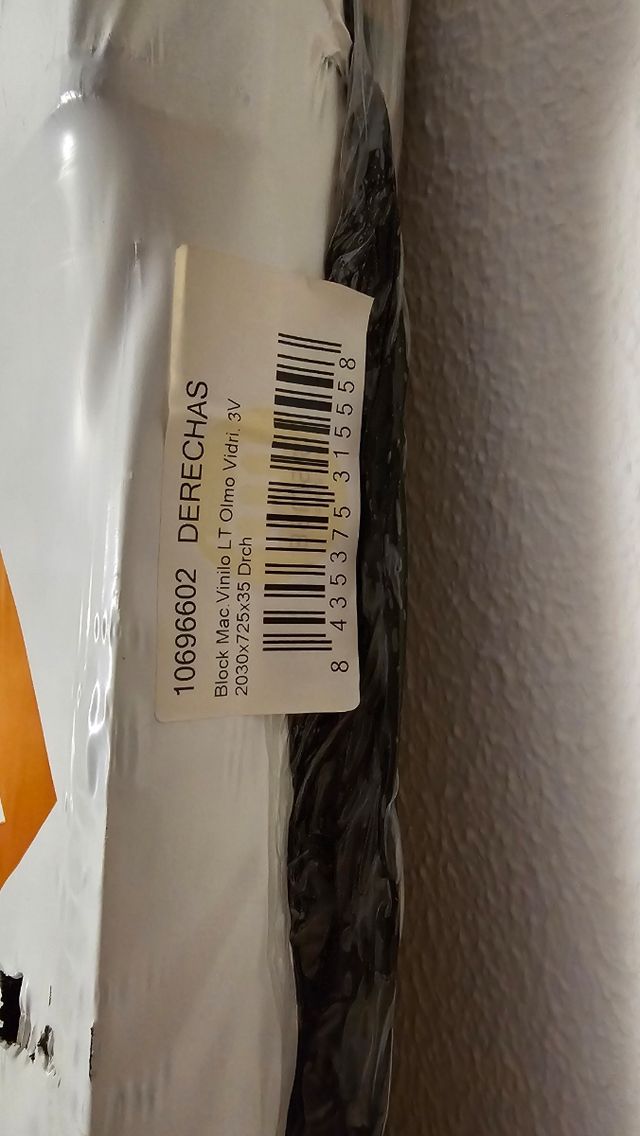 10696602 DERECHAS
Block Mac.Vinilo LT Olmo Vidri. 3V
2030x725x35 Drch
8 435375 315558